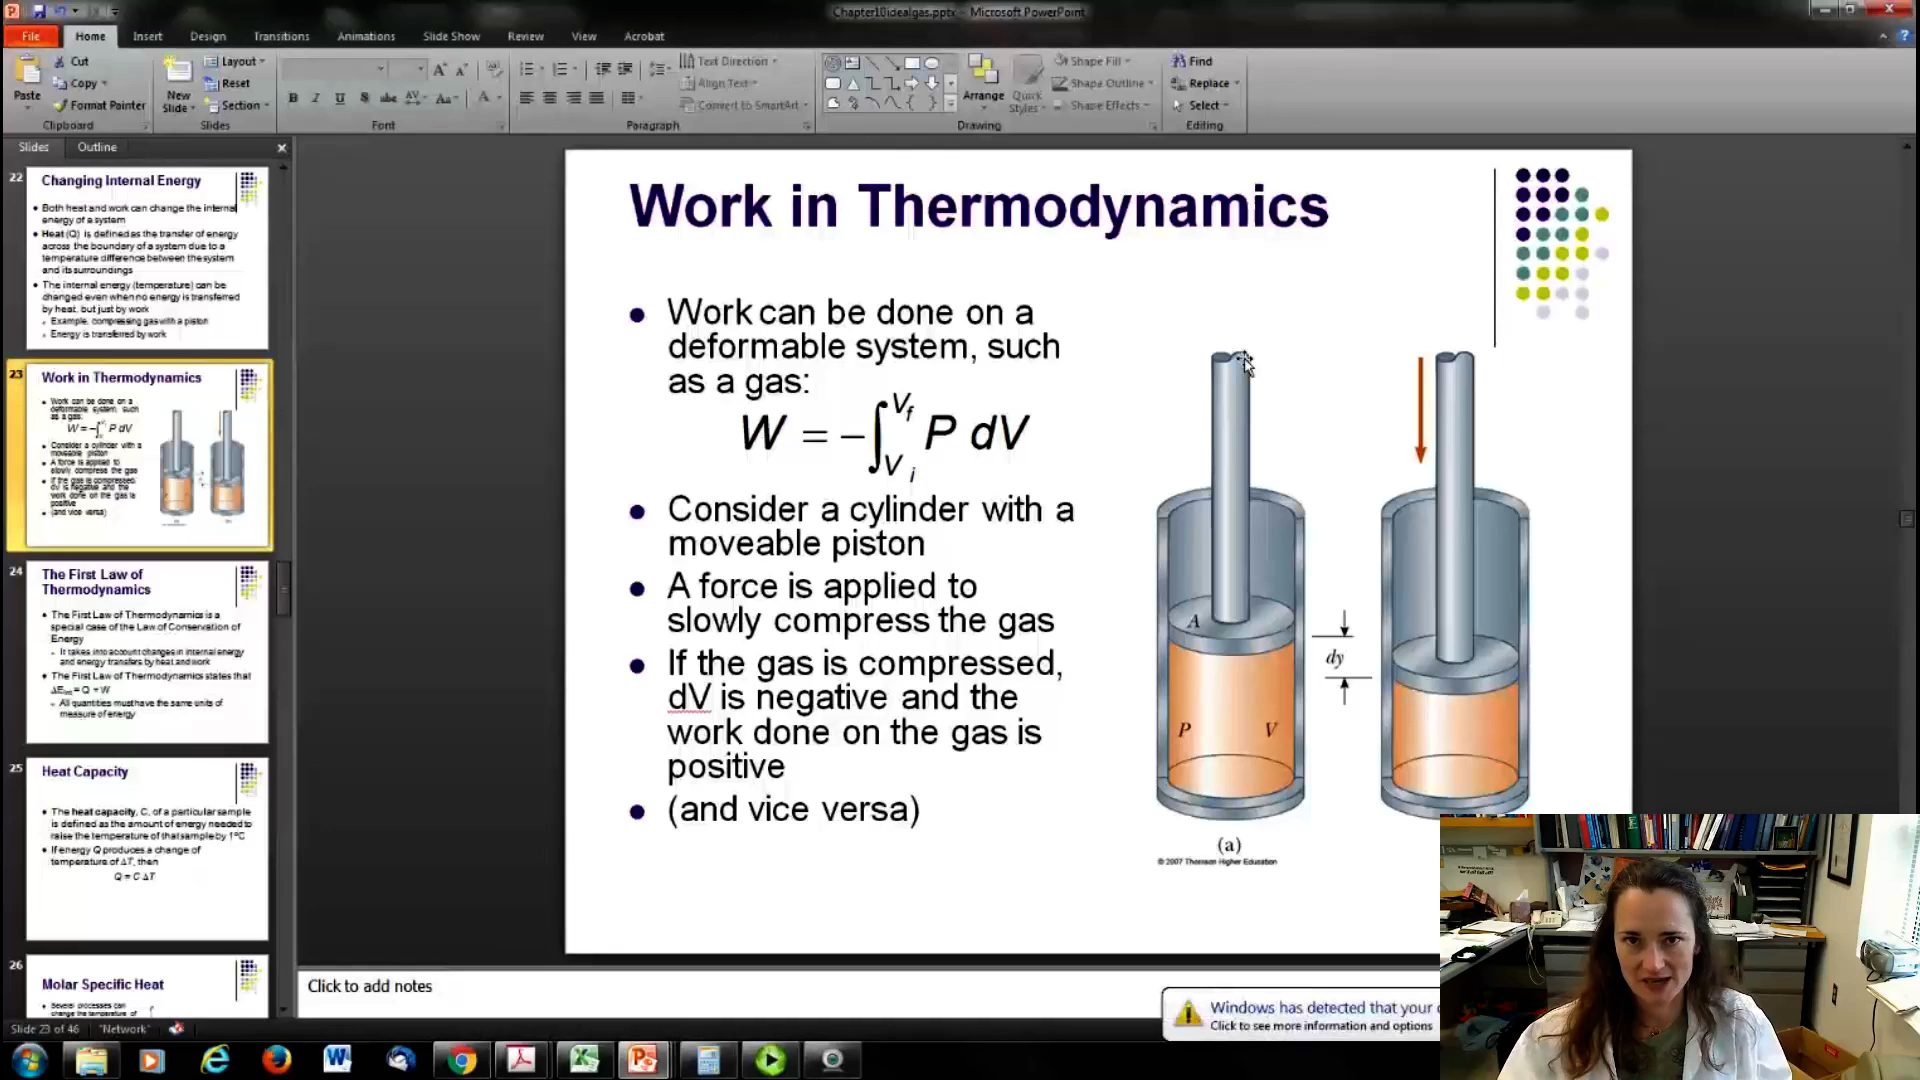 Chapter10idealgas.pptx - Microsoft PowerPoint
File Home Insert Design Transitions Animations Slide Show Review View Acrobat
Paste
Cut
Copy
Format Painter
Clipboard
New Slide
Layout
Reset
Section
Slides
Font
Text Direction
Align Text
Convert to SmartArt
Paragraph
Arrange
Quick Styles
Shape Fill
Shape Outline
Shape Effects
Drawing
Find
Replace
Select
Editing
Slides Outline
22
Changing Internal Energy
Both heat and work can change the internal
energy of a system
Heat (Q) is defined as the transfer of energy
across the boundary of a system due to a
temperature difference between the system
and its surroundings
The internal energy (temperature) can be
changed even when no energy is transferred
by heat, but just by work
Example, compressing gas with a piston
Energy is transferred by work
23
Work in Thermodynamics
Work can be done on a
deformable system, such
as a gas:
W = -∫ P dV
Consider a cylinder with a
moveable piston
A force is applied to
slowly compress the gas
If the gas is compressed,
dV is negative and the
work done on the gas is
positive
(and vice versa)
24
The First Law of
Thermodynamics
The First Law of Thermodynamics is a
special case of the Law of Conservation of
Energy
It takes into account changes in internal energy
and energy transfers by heat and work
The First Law of Thermodynamics states that
ΔEint = Q + W
All quantities must have the same units of
measure of energy
25
Heat Capacity
The heat capacity, C, of a particular sample
is defined as the amount of energy needed to
raise the temperature of that sample by 1°C
If energy Q produces a change of
temperature of ΔT, then
Q = C ΔT
26
Molar Specific Heat
Several processes can
change the temperature of
Work in Thermodynamics
Work can be done on a
deformable system, such
as a gas:
W = −∫ Vf Vi P dV
Consider a cylinder with a
moveable piston
A force is applied to
slowly compress the gas
If the gas is compressed,
dV is negative and the
work done on the gas is
positive
(and vice versa)
A
dy
P V
(a)
© 2007 Thomson Higher Education
Click to add notes
Windows has detected that your
Click to see more information and options
Slide 23 of 46 "Network"